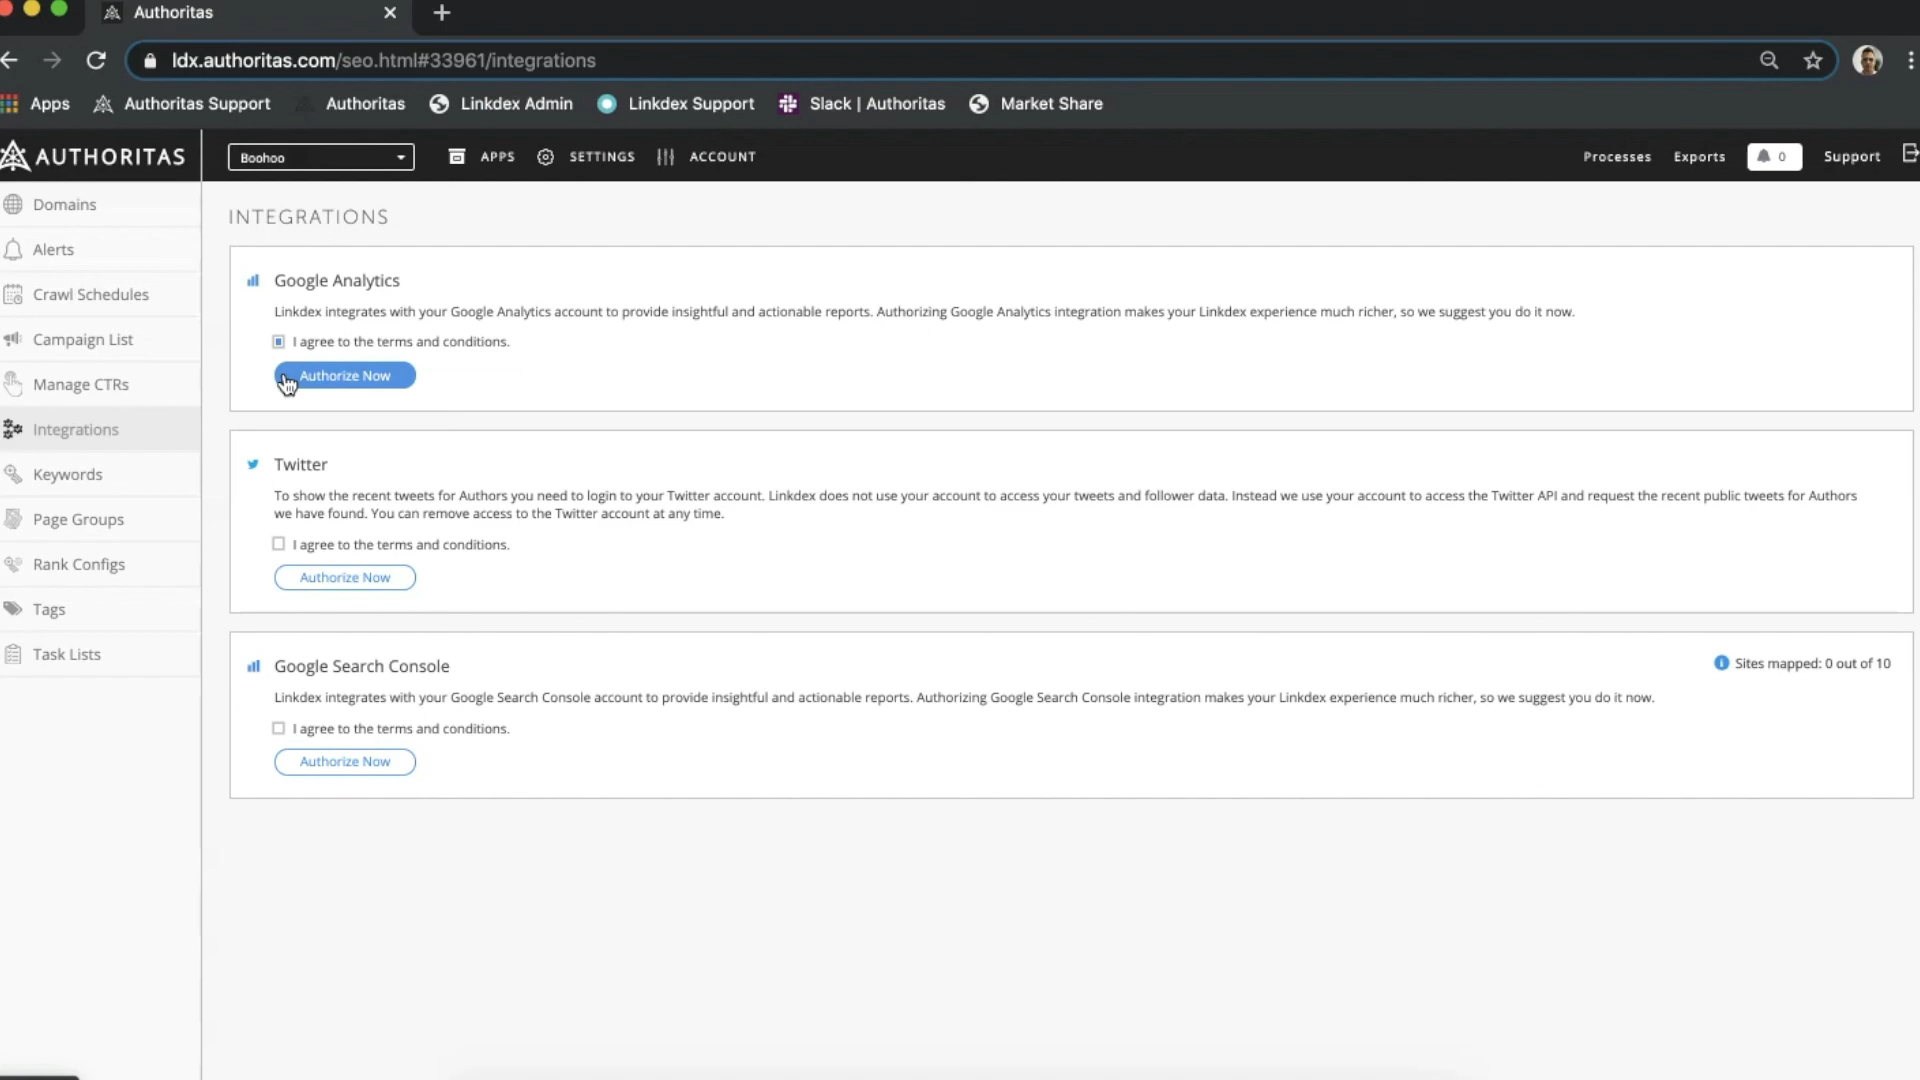 Authoritas
ldx.authoritas.com/seo.html#33961/integrations
Apps Authoritas Support Authoritas Linkdex Admin Linkdex Support Slack | Authoritas Market Share
AUTHORITAS Boohoo APPS SETTINGS ACCOUNT Processes Exports 0 Support
Domains
Alerts
Crawl Schedules
Campaign List
Manage CTRs
Integrations
Keywords
Page Groups
Rank Configs
Tags
Task Lists
INTEGRATIONS
Google Analytics
Linkdex integrates with your Google Analytics account to provide insightful and actionable reports. Authorizing Google Analytics integration makes your Linkdex experience much richer, so we suggest you do it now.
I agree to the terms and conditions.
Authorize Now
Twitter
To show the recent tweets for Authors you need to login to your Twitter account. Linkdex does not use your account to access your tweets and follower data. Instead we use your account to access the Twitter API and request the recent public tweets for Authors
we have found. You can remove access to the Twitter account at any time.
I agree to the terms and conditions.
Authorize Now
Google Search Console
Sites mapped: 0 out of 10
Linkdex integrates with your Google Search Console account to provide insightful and actionable reports. Authorizing Google Search Console integration makes your Linkdex experience much richer, so we suggest you do it now.
I agree to the terms and conditions.
Authorize Now